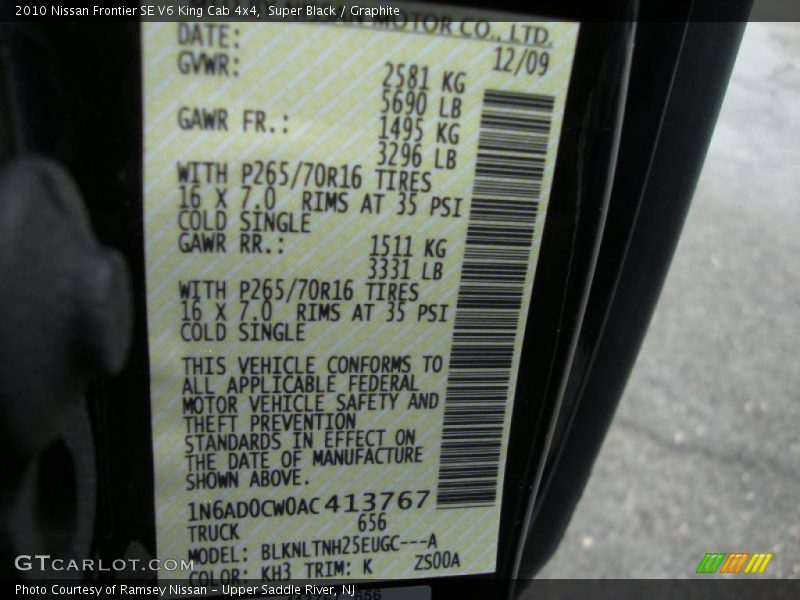 2010 Nissan Frontier SE V6 King Cab 4x4,  Super Black / Graphite
MOTOR CO., LTD.
DATE: 12/09
GVWR: 2581 KG
5690 LB
GAWR FR.: 1495 KG
3296 LB
WITH P265/70R16 TIRES
16 X 7.0 RIMS AT 35 PSI
COLD SINGLE
GAWR RR.: 1511 KG
3331 LB
WITH P265/70R16 TIRES
16 X 7.0 RIMS AT 35 PSI
COLD SINGLE
THIS VEHICLE CONFORMS TO
ALL APPLICABLE FEDERAL
MOTOR VEHICLE SAFETY AND
THEFT PREVENTION
STANDARDS IN EFFECT ON
THE DATE OF MANUFACTURE
SHOWN ABOVE.
1N6AD0CW0AC413767
TRUCK 656
MODEL: BLKNLTNH25EUGC---A
COLOR: KH3 TRIM: K ZS00A
GTCARLOT.COM
Photo Courtesy of Ramsey Nissan - Upper Saddle River, NJ